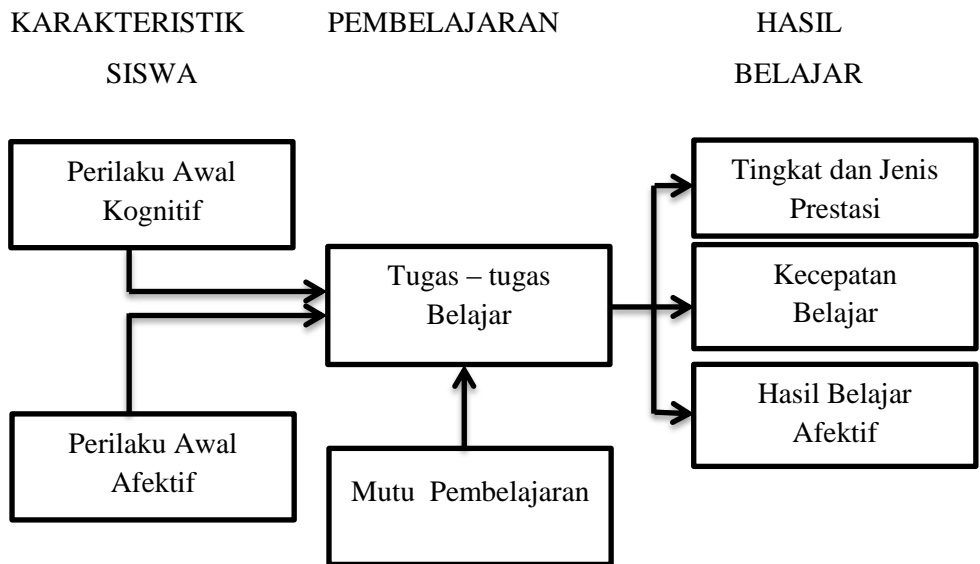 KARAKTERISTIK
SISWA
PEMBELAJARAN
HASIL
BELAJAR
Perilaku Awal
Kognitif
Perilaku Awal
Afektif
Tugas – tugas
Belajar
Mutu Pembelajaran
Tingkat dan Jenis
Prestasi
Kecepatan
Belajar
Hasil Belajar
Afektif